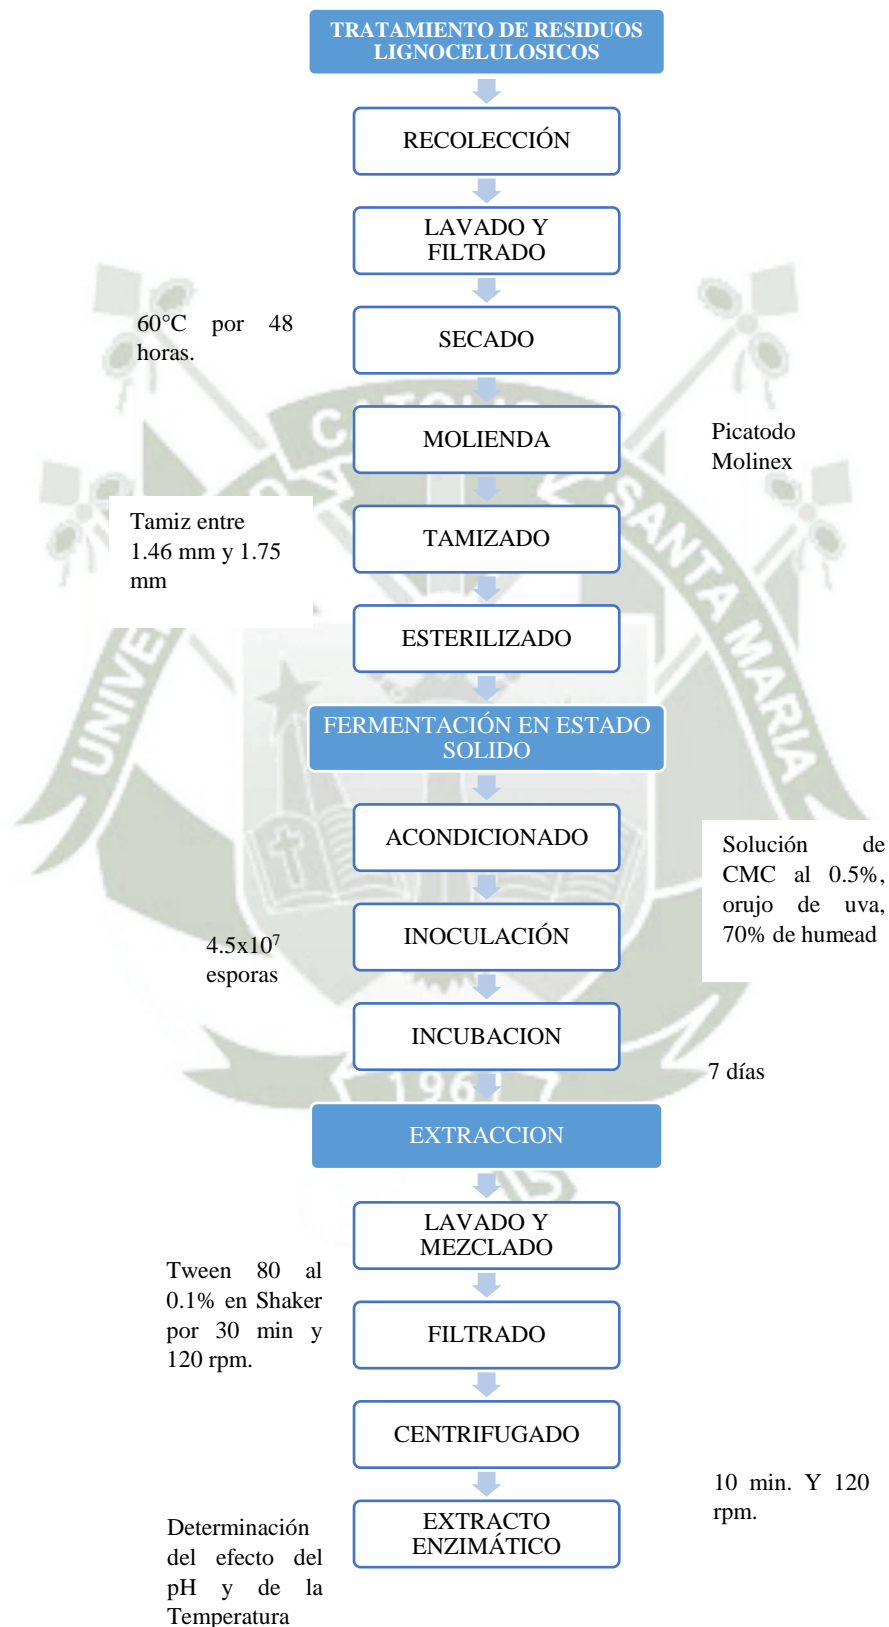 TRATAMIENTO DE RESIDUOS
LIGNOCELULOSICOS
RECOLECCIÓN
LAVADO Y
FILTRADO
60°C por 48
horas.
SECADO
MOLIENDA
Picatodo
Molinex
Tamiz entre
1.46 mm y 1.75
mm
TAMIZADO
ESTERILIZADO
FERMENTACIÓN EN ESTADO
SOLIDO
ACONDICIONADO
Solución de
CMC al 0.5%,
orujo de uva,
70% de humead
4.5x10⁷
esporas
INOCULACIÓN
INCUBACION
7 días
EXTRACCION
LAVADO Y
MEZCLADO
Tween 80 al
0.1% en Shaker
por 30 min y
120 rpm.
FILTRADO
CENTRIFUGADO
10 min. Y 120
rpm.
EXTRACTO
ENZIMÁTICO
Determinación
del efecto del
pH y de la
Temperatura
CATOLICA
SANTA MARIA
1961